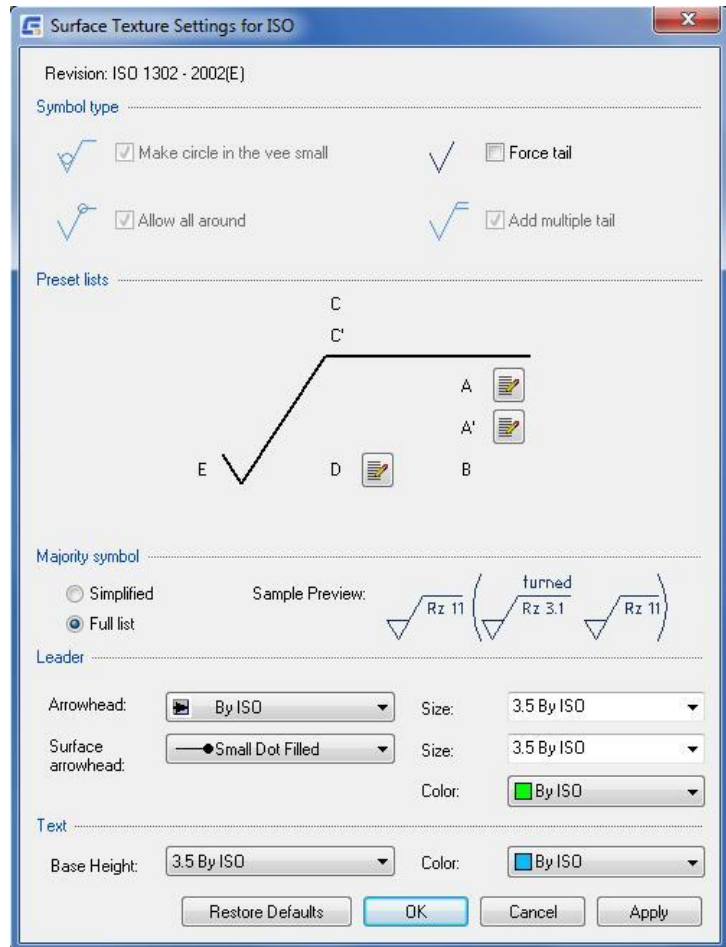 Surface Texture Settings for ISO
Revision: ISO 1302 - 2002(E)
Symbol type
Make circle in the vee small
Force tail
Allow all around
Add multiple tail
Preset lists
C
C'
A
A'
E
D
B
Majority symbol
Simplified
Full list
Sample Preview:
turned
Rz 11
Rz 3.1
Rz 11
Leader
Arrowhead:
By ISO
Size:
3.5 By ISO
Surface
arrowhead:
Small Dot Filled
Size:
3.5 By ISO
Color:
By ISO
Text
Base Height:
3.5 By ISO
Color:
By ISO
Restore Defaults
OK
Cancel
Apply